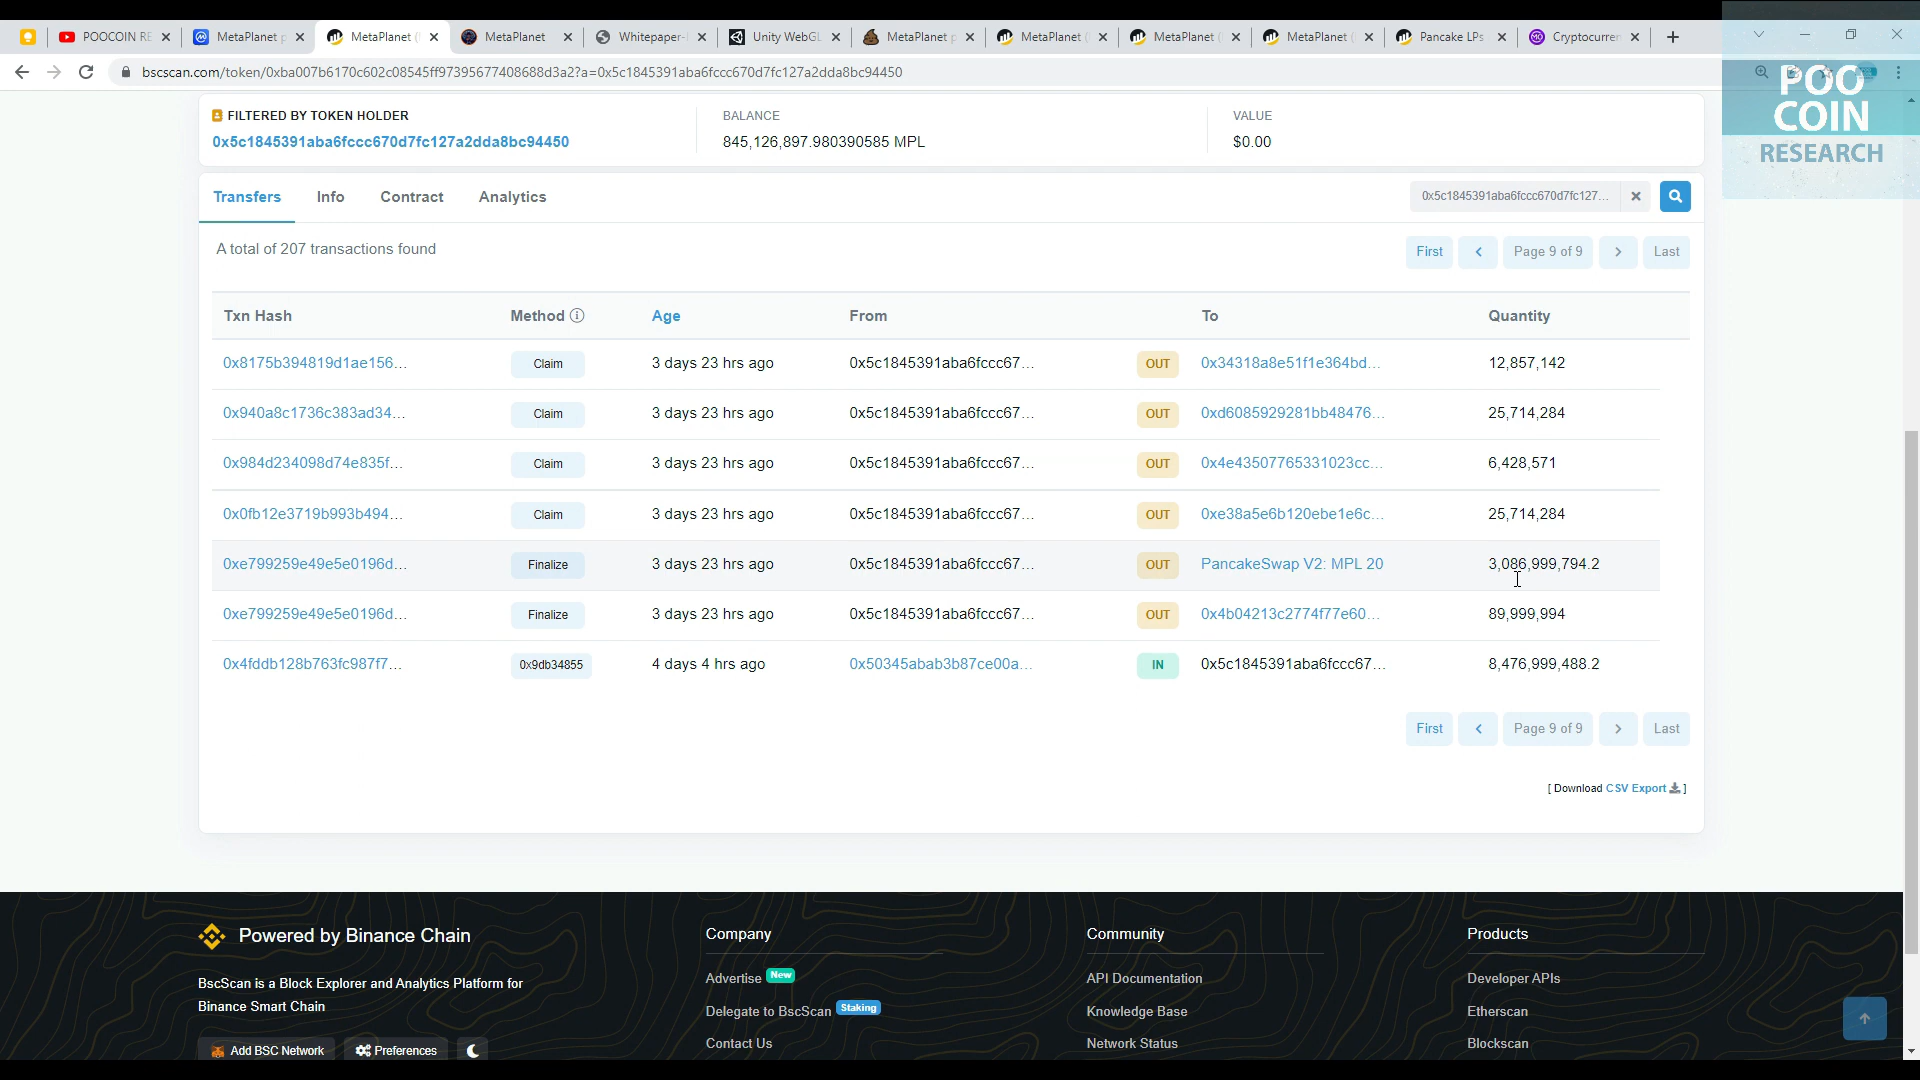 POOCOIN RE
MetaPlanet p
MetaPlanet (
MetaPlanet
Whitepaper-
Unity WebGL
MetaPlanet p
MetaPlanet (
MetaPlanet (
MetaPlanet (
Pancake LPs
Cryptocurren
bscscan.com/token/0xba007b6170c602c08545ff97395677408688d3a2?a=0x5c1845391aba6fccc670d7fc127a2dda8bc94450
POO
COIN
RESEARCH
FILTERED BY TOKEN HOLDER
0x5c1845391aba6fccc670d7fc127a2dda8bc94450
BALANCE
845,126,897.980390585 MPL
VALUE
$0.00
Transfers Info Contract Analytics
0x5c1845391aba6fccc670d7fc127...
A total of 207 transactions found
First Page 9 of 9 Last
Txn Hash Method Age From To Quantity
0x8175b394819d1ae156... Claim 3 days 23 hrs ago 0x5c1845391aba6fccc67... OUT 0x34318a8e51f1e364bd... 12,857,142
0x940a8c1736c383ad34... Claim 3 days 23 hrs ago 0x5c1845391aba6fccc67... OUT 0xd6085929281bb48476... 25,714,284
0x984d234098d74e835f... Claim 3 days 23 hrs ago 0x5c1845391aba6fccc67... OUT 0x4e43507765331023cc... 6,428,571
0x0fb12e3719b993b494... Claim 3 days 23 hrs ago 0x5c1845391aba6fccc67... OUT 0xe38a5e6b120ebe1e6c... 25,714,284
0xe799259e49e5e0196d... Finalize 3 days 23 hrs ago 0x5c1845391aba6fccc67... OUT PancakeSwap V2: MPL 20 3,086,999,794.2
0xe799259e49e5e0196d... Finalize 3 days 23 hrs ago 0x5c1845391aba6fccc67... OUT 0x4b04213c2774f77e60... 89,999,994
0x4fddb128b763fc987f7... 0x9db34855 4 days 4 hrs ago 0x50345abab3b87ce00a... IN 0x5c1845391aba6fccc67... 8,476,999,488.2
First Page 9 of 9 Last
[ Download CSV Export ]
Powered by Binance Chain
BscScan is a Block Explorer and Analytics Platform for
Binance Smart Chain
Add BSC Network Preferences
Company
Advertise New
Delegate to BscScan Staking
Contact Us
Community
API Documentation
Knowledge Base
Network Status
Products
Developer APIs
Etherscan
Blockscan